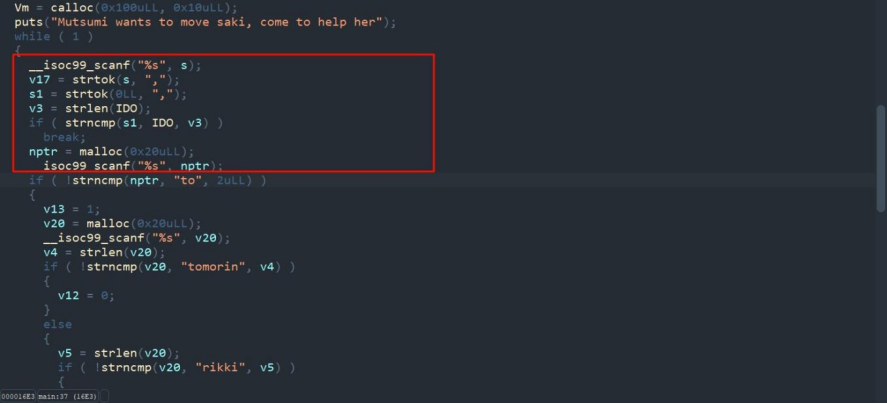 Vm = calloc(0x100uLL, 0x10uLL);
puts("Mutsumi wants to move saki, come to help her");
while ( 1 )
{
__isoc99_scanf("%s", s);
v17 = strtok(s, ",");
s1 = strtok(0LL, ",");
v3 = strlen(IDO);
if ( strncmp(s1, IDO, v3) )
break;
nptr = malloc(0x20uLL);
isoc99 scanf("%s", nptr);
if ( !strncmp(nptr, "to", 2uLL) )
{
v13 = 1;
v20 = malloc(0x20uLL);
__isoc99_scanf("%s", v20);
v4 = strlen(v20);
if ( !strncmp(v20, "tomorin", v4) )
{
v12 = 0;
}
else
{
v5 = strlen(v20);
if ( !strncmp(v20, "rikki", v5) )
{
000016E3 main:37 (16E3)